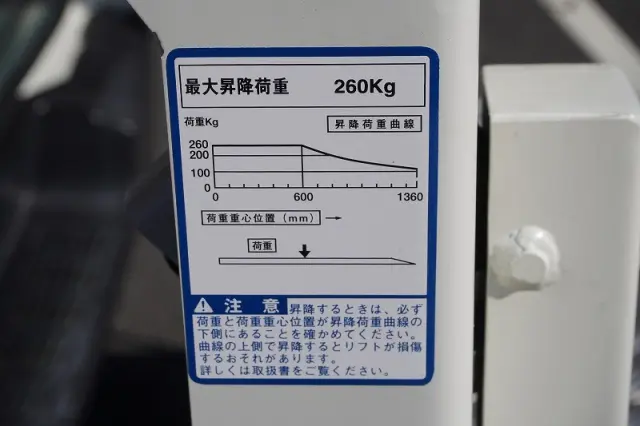 最大昇降荷重 260Kg
荷重Kg
昇降荷重曲線
260
200
100
0
0 600 1360
荷重重心位置(mm) →
荷重
注意 昇降するときは、必ず
荷重と荷重重心位置が昇降荷重曲線の
下側にあることを確かめてください。
曲線の上側で昇降するとリフトが損傷
するおそれがあります。
詳しくは取扱書をご覧ください。